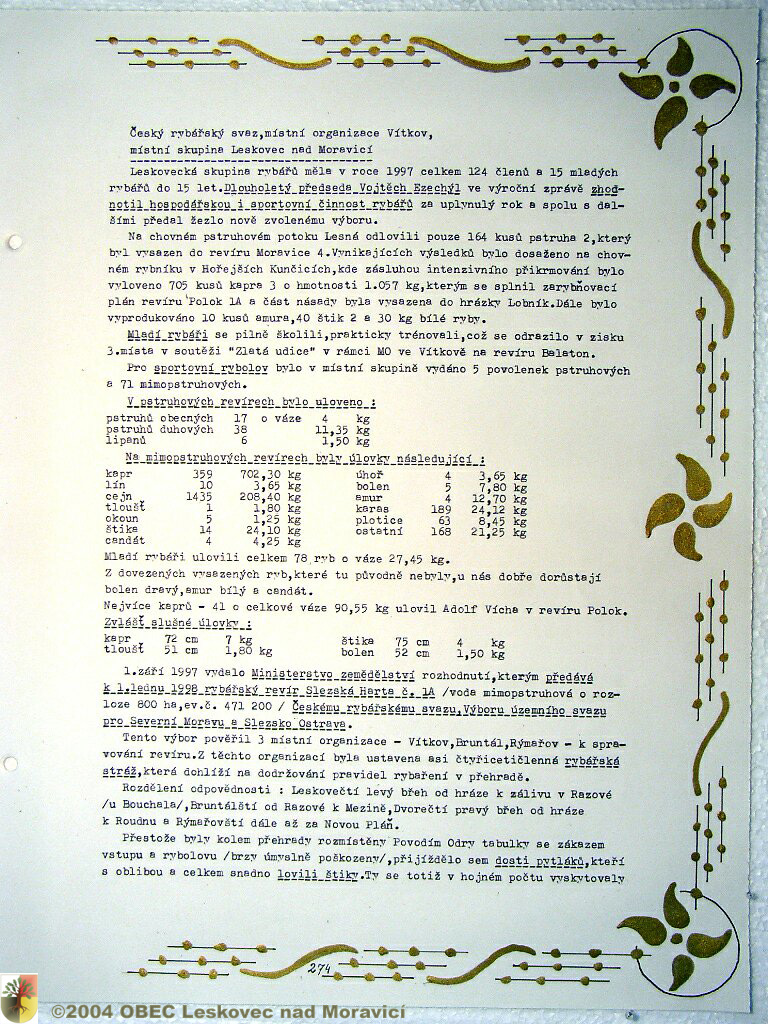 Český rybářský svaz,místní organizace Vítkov,
místní skupina Leskovec nad Moravicí
Leskovecká skupina rybářů měla v roce 1997 celkem 124 členů a 15 mladých
rybářů do 15 let.Dlouholetý předseda Vojtěch Ezechýl ve výroční zprávě zhod-
notil hospodářskou i sportovní činnost rybářů za uplynulý rok a spolu s dal-
šími předal žezlo nově zvolenému výboru.
Na chovném pstruhovém potoku Lesná odlovili pouze 164 kusů pstruha 2,který
byl vysazen do revíru Moravice 4.Vynikajících výsledků bylo dosaženo na chov-
ném rybníku v Hořejších Kunčicích,kde zásluhou intenzivního přikrmování bylo
vyloveno 705 kusů kapra 3 o hmotnosti 1.057 kg,kterým se splnil zarybňovací
plán revíru Polok 1A a část násady byla vysazena do hrázky Lobník.Dále bylo
vyprodukováno 10 kusů amura,40 štik 2 a 30 kg bílé ryby.
Mladí rybáři se pilně školili,prakticky trénovali,což se odrazilo v zisku
3.místa v soutěži "Zlatá udice" v rámci MO ve Vítkově na revíru Balaton.
Pro sportovní rybolov bylo v místní skupině vydáno 5 povolenek pstruhových
a 71 mimopstruhových.
V pstruhových revírech bylo uloveno :
pstruhů obecných 17 o váze 4 kg
pstruhů duhových 38 11,35 kg
lipanů 6 1,50 kg
Na mimopstruhových revírech byly úlovky následující :
kapr 359 702,30 kg úhoř 4 3,65 kg
lín 10 3,65 kg bolen 5 7,80 kg
cejn 1435 208,40 kg amur 4 12,70 kg
tloušť 1 1,80 kg karas 189 24,12 kg
okoun 5 1,25 kg plotice 63 8,45 kg
štika 14 24,10 kg ostatní 168 21,25 kg
candát 4 4,25 kg
Mladí rybáři ulovili celkem 78 ryb o váze 27,45 kg.
Z dovezených vysazených ryb,které tu původně nebyly,u nás dobře dorůstají
bolen dravý,amur bílý a candát.
Nejvíce kaprů - 41 o celkové váze 90,55 kg ulovil Adolf Vícha v revíru Polok.
Zvlášť slušné úlovky :
kapr 72 cm 7 kg štika 75 cm 4 kg
tloušť 51 cm 1,80 kg bolen 52 cm 1,50 kg
1.září 1997 vydalo Ministerstvo zemědělství rozhodnutí,kterým předává
k 1.lednu 1998 rybářský revír Slezská Harta č. 1A /voda mimopstruhová o roz-
loze 800 ha,ev.č. 471 200 / Českému rybářskému svazu,Výboru územního svazu
pro Severní Moravu a Slezsko Ostrava.
Tento výbor pověřil 3 místní organizace - Vítkov,Bruntál,Rýmařov - k spra-
vování revíru.Z těchto organizací byla ustavena asi čtyřicetičlenná rybářská
stráž,která dohlíží na dodržování pravidel rybaření v přehradě.
Rozdělení odpovědnosti : Leskovečtí levý břeh od hráze k zálivu v Razové
/u Bouchala/,Bruntálští od Razové k Mezině,Dvorečtí pravý břeh od hráze
k Roudnu a Rýmařovští dále až za Novou Pláň.
Přestože byly kolem přehrady rozmístěny Povodím Odry tabulky se zákazem
vstupu a rybolovu /brzy úmyslně poškozeny/,přijíždělo sem dosti pytláků,kteří
s oblibou a celkem snadno lovili štiky.Ty se totiž v hojném počtu vyskytovaly
274
©2004 OBEC Leskovec nad Moravicí